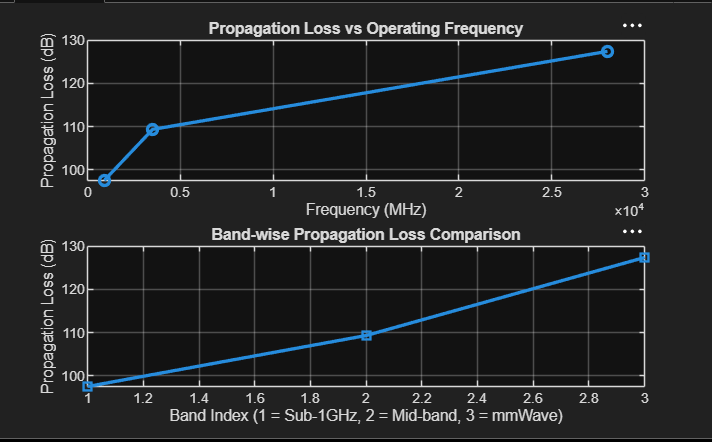 Propagation Loss vs Operating Frequency
Propagation Loss (dB)
130
120
110
100
0 0.5 1 1.5 2 2.5 3
Frequency (MHz)
×10⁴
Band-wise Propagation Loss Comparison
Propagation Loss (dB)
130
120
110
100
1 1.2 1.4 1.6 1.8 2 2.2 2.4 2.6 2.8 3
Band Index (1 = Sub-1GHz, 2 = Mid-band, 3 = mmWave)